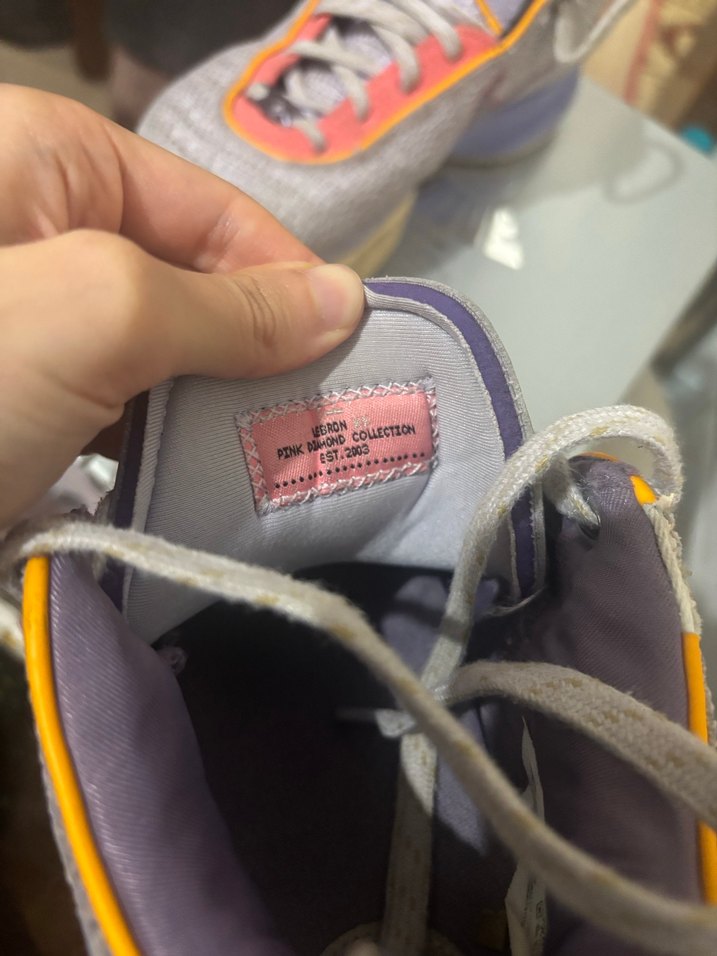 LEBRON
PINK DIAMOND COLLECTION
EST.2003